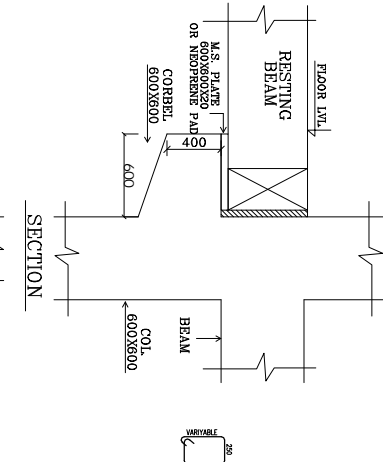 FLOOR LVL.
RESTING
BEAM
M.S. PLATE
600X600X20
OR NEOPRENE PAD
400
CORBEL
600X600
600
BEAM
COL.
600X600
SECTION
VARIYABLE
250